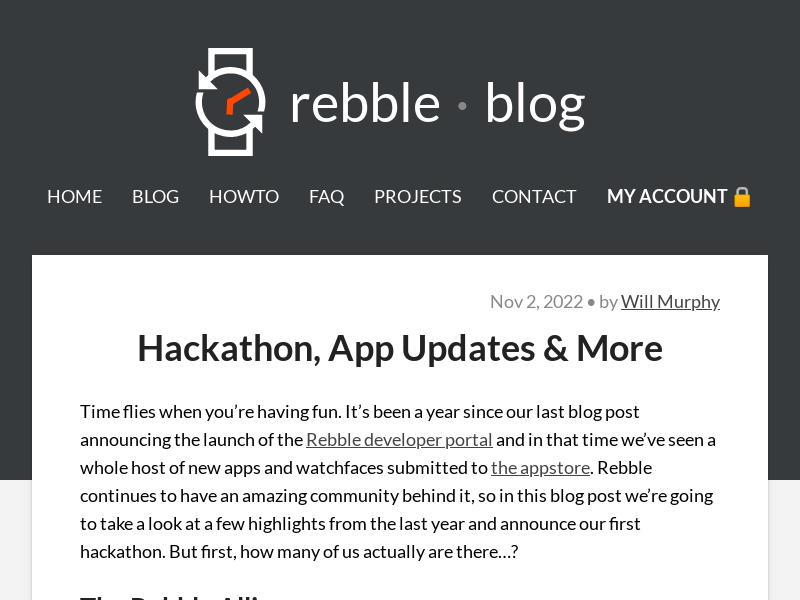 rebble • blog
HOME BLOG HOWTO FAQ PROJECTS CONTACT MY ACCOUNT 🔒
Nov 2, 2022 • by Will Murphy
Hackathon, App Updates & More
Time flies when you’re having fun. It’s been a year since our last blog post
announcing the launch of the Rebble developer portal and in that time we’ve seen a
whole host of new apps and watchfaces submitted to the appstore. Rebble
continues to have an amazing community behind it, so in this blog post we’re going
to take a look at a few highlights from the last year and announce our first
hackathon. But first, how many of us actually are there…?